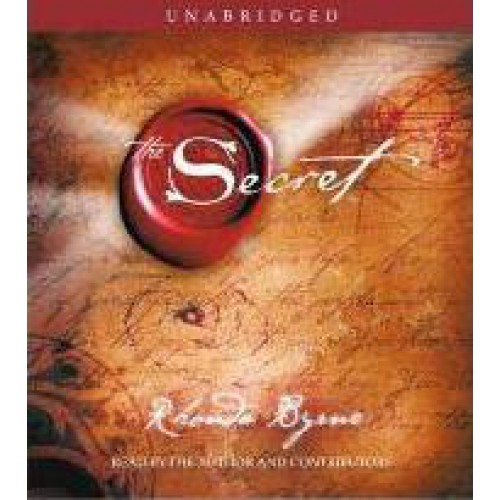 UNABRIDGED
the Secret
Rhonda Byrne
READ BY THE AUTHOR AND CONTRIBUTORS